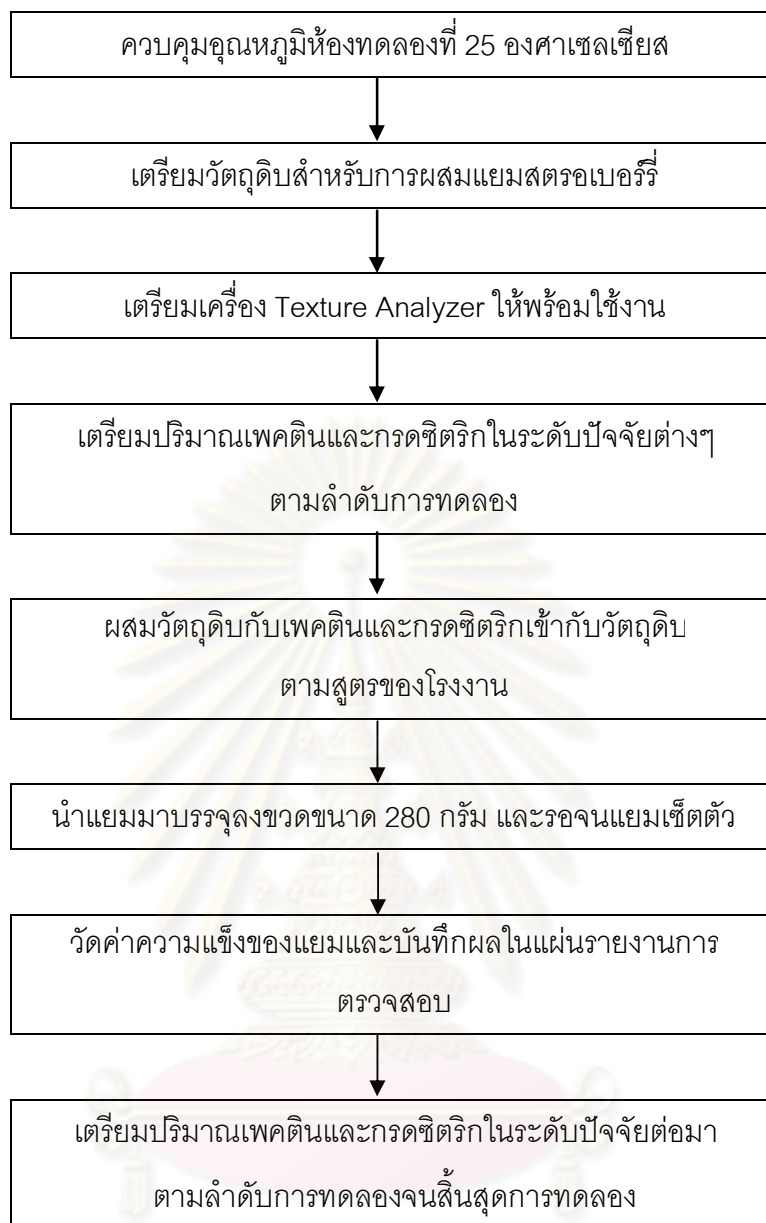 ควบคุมอุณหภูมิห้องทดลองที่ 25 องศาเซลเซียส
เตรียมวัตถุดิบสำหรับการผสมแยมสตรอเบอร์รี่
เตรียมเครื่อง Texture Analyzer ให้พร้อมใช้งาน
เตรียมปริมาณเพคตินและกรดซิตริกในระดับปัจจัยต่างๆ
ตามลำดับการทดลอง
ผสมวัตถุดิบกับเพคตินและกรดซิตริกเข้ากับวัตถุดิบ
ตามสูตรของโรงงาน
นำแยมมาบรรจุลงขวดขนาด 280 กรัม และรอจนแยมเซ็ตตัว
วัดค่าความแข็งของแยมและบันทึกผลในแผ่นรายงานการ
ตรวจสอบ
เตรียมปริมาณเพคตินและกรดซิตริกในระดับปัจจัยต่อมา
ตามลำดับการทดลองจนสิ้นสุดการทดลอง